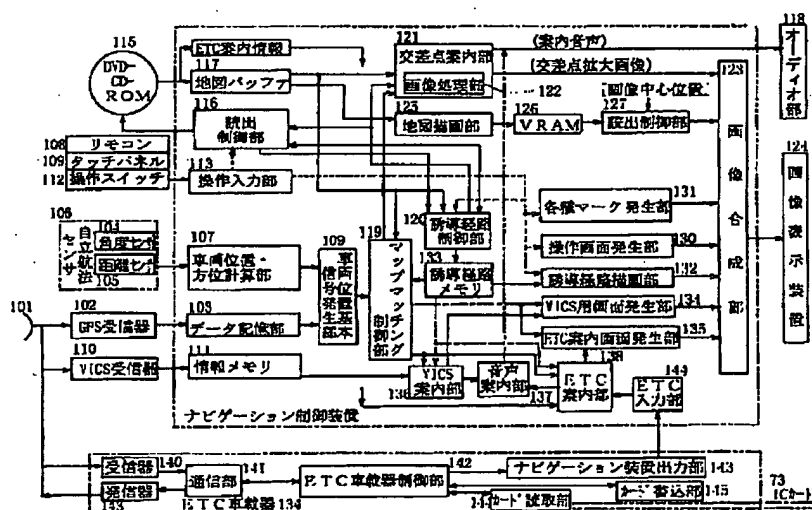 115
DVD-
CD-
ROM
ETC案内情報
117
地図バッファ
116
読出
制御部
108
リモコン
109
タッチパネル
112
操作スイッチ
113
操作入力部
121
交差点案内部
画像処理部
122
(案内音声)
(交差点拡大画像)
118
オーディオ部
123
画像合成部
124
画像表示装置
125
地図描画部
126
VRAM
画像中心位置
127
読出制御部
106
自立航法
センサ
104
角度センサ
距離センサ
105
107
車両位置・
方位計算部
109
車両位置基本
信号発生部
119
マップマッチング
制御部
120
誘導経路
制御部
133
誘導経路
メモリ
各種マーク発生部
131
操作画面発生部
130
誘導経路描画部
132
VICS用画面発生部
134
ETC案内画面発生部
135
101
102
GPS受信器
103
データ記憶部
110
VICS受信器
111
情報メモリ
136
VICS
案内部
音声
案内部
137
138
ETC
案内部
144
ETC
入力部
ナビゲーション制御装置
受信器
140
発信器
143
通信部
141
ETC車載器
134
ETC車載器制御部
142
ナビゲーション装置出力部
143
カード読取部
カード書込部
145
73
ICカード